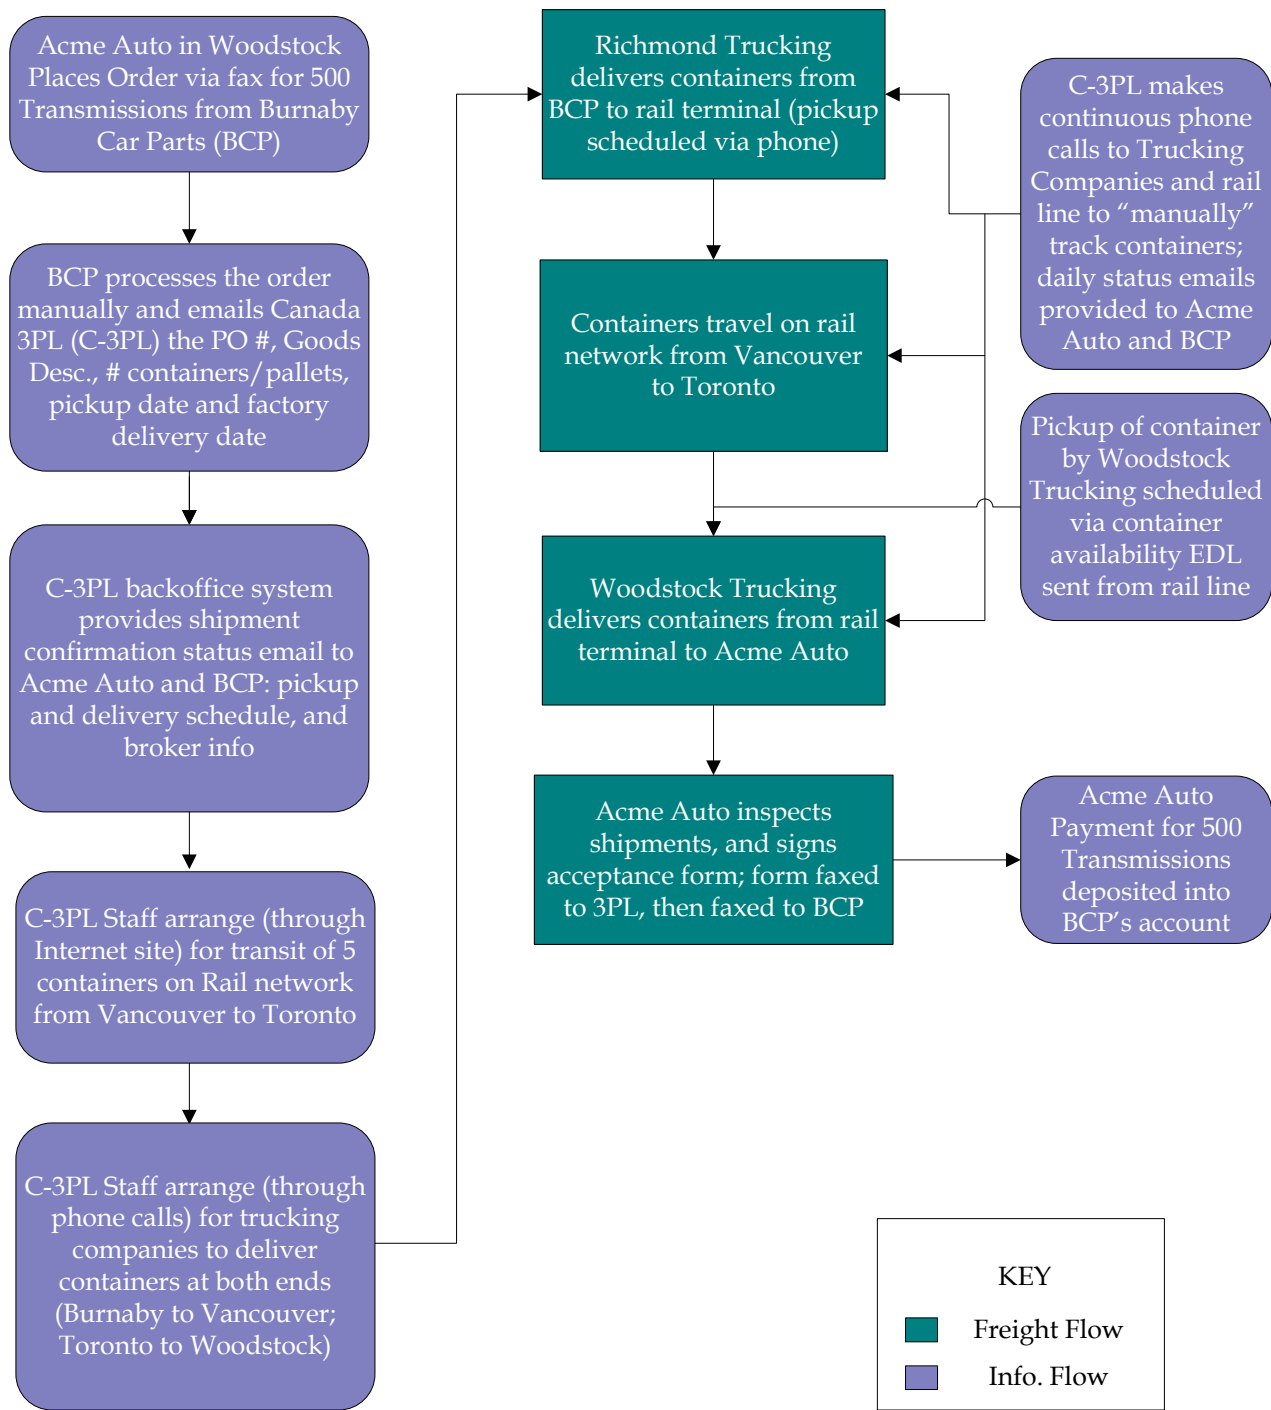 Acme Auto in Woodstock
Places Order via fax for 500
Transmissions from Burnaby
Car Parts (BCP)
BCP processes the order
manually and emails Canada
3PL (C-3PL) the PO #, Goods
Desc., # containers/pallets,
pickup date and factory
delivery date
C-3PL backoffice system
provides shipment
confirmation status email to
Acme Auto and BCP: pickup
and delivery schedule, and
broker info
C-3PL Staff arrange (through
Internet site) for transit of 5
containers on Rail network
from Vancouver to Toronto
C-3PL Staff arrange (through
phone calls) for trucking
companies to deliver
containers at both ends
(Burnaby to Vancouver;
Toronto to Woodstock)
Richmond Trucking
delivers containers from
BCP to rail terminal (pickup
scheduled via phone)
Containers travel on rail
network from Vancouver
to Toronto
Woodstock Trucking
delivers containers from rail
terminal to Acme Auto
Acme Auto inspects
shipments, and signs
acceptance form; form faxed
to 3PL, then faxed to BCP
C-3PL makes
continuous phone
calls to Trucking
Companies and rail
line to “manually”
track containers;
daily status emails
provided to Acme
Auto and BCP
Pickup of container
by Woodstock
Trucking scheduled
via container
availability EDL
sent from rail line
Acme Auto
Payment for 500
Transmissions
deposited into
BCP’s account
KEY
Freight Flow
Info. Flow